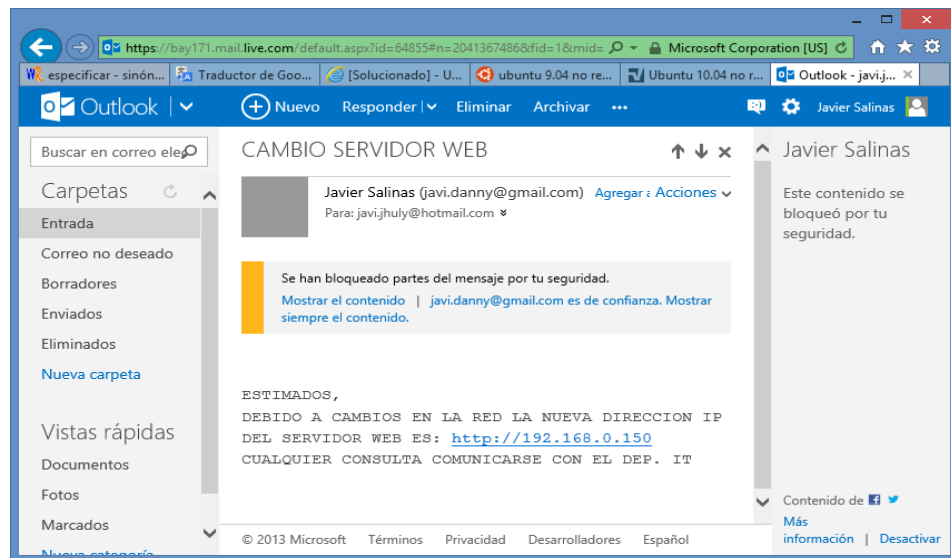 https://bay171.mail.live.com/default.aspx?id=64855#n=2041367486&fid=1&mid= Microsoft Corporation [US]
especificar - sinón... Traductor de Goo... [Solucionado] - U... ubuntu 9.04 no re... Ubuntu 10.04 no r... Outlook - javi.j...
Outlook Nuevo Responder Eliminar Archivar ... Javier Salinas
Buscar en correo ele
Carpetas
Entrada
Correo no deseado
Borradores
Enviados
Eliminados
Nueva carpeta
Vistas rápidas
Documentos
Fotos
Marcados
Nueva categoría
CAMBIO SERVIDOR WEB
Javier Salinas (javi.danny@gmail.com) Agregar a Acciones
Para: javi.jhuly@hotmail.com
Se han bloqueado partes del mensaje por tu seguridad.
Mostrar el contenido | javi.danny@gmail.com es de confianza. Mostrar
siempre el contenido.
ESTIMADOS,
DEBIDO A CAMBIOS EN LA RED LA NUEVA DIRECCION IP
DEL SERVIDOR WEB ES: http://192.168.0.150
CUALQUIER CONSULTA COMUNICARSE CON EL DEP. IT
© 2013 Micros Términos Privacidad Desarrolladores Español
Javier Salinas
Este contenido se
bloqueó por tu
seguridad.
Contenido de
Más
información | Desactivar